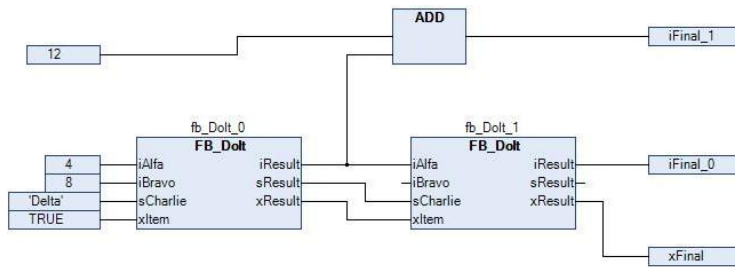 ADD
12
iFinal_1
fb_DoIt_0
fb_DoIt_1
FB_DoIt
FB_DoIt
4 iAlfa iResult iAlfa iResult iFinal_0
8 iBravo sResult iBravo sResult
'Delta' sCharlie xResult sCharlie xResult
TRUE xItem xItem
xFinal